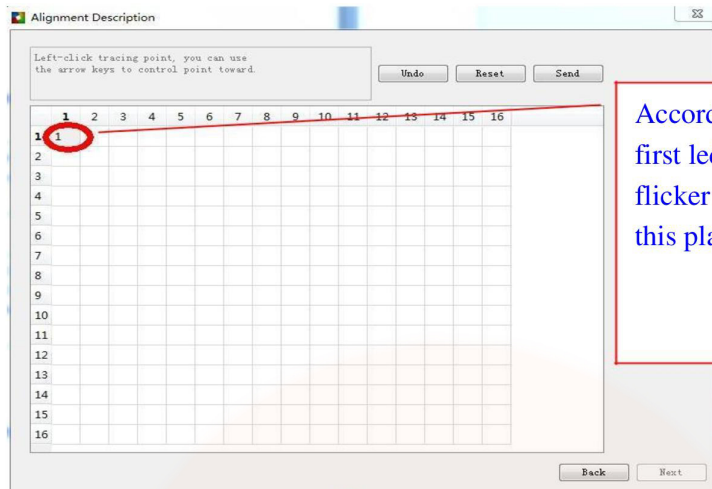 Alignment Description
Left-click tracing point, you can use
the arrow keys to control point toward.
Undo Reset Send
1 2 3 4 5 6 7 8 9 10 11 12 13 14 15 16
1 1
2
3
4
5
6
7
8
9
10
11
12
13
14
15
16
first
flicker
this
Back Next